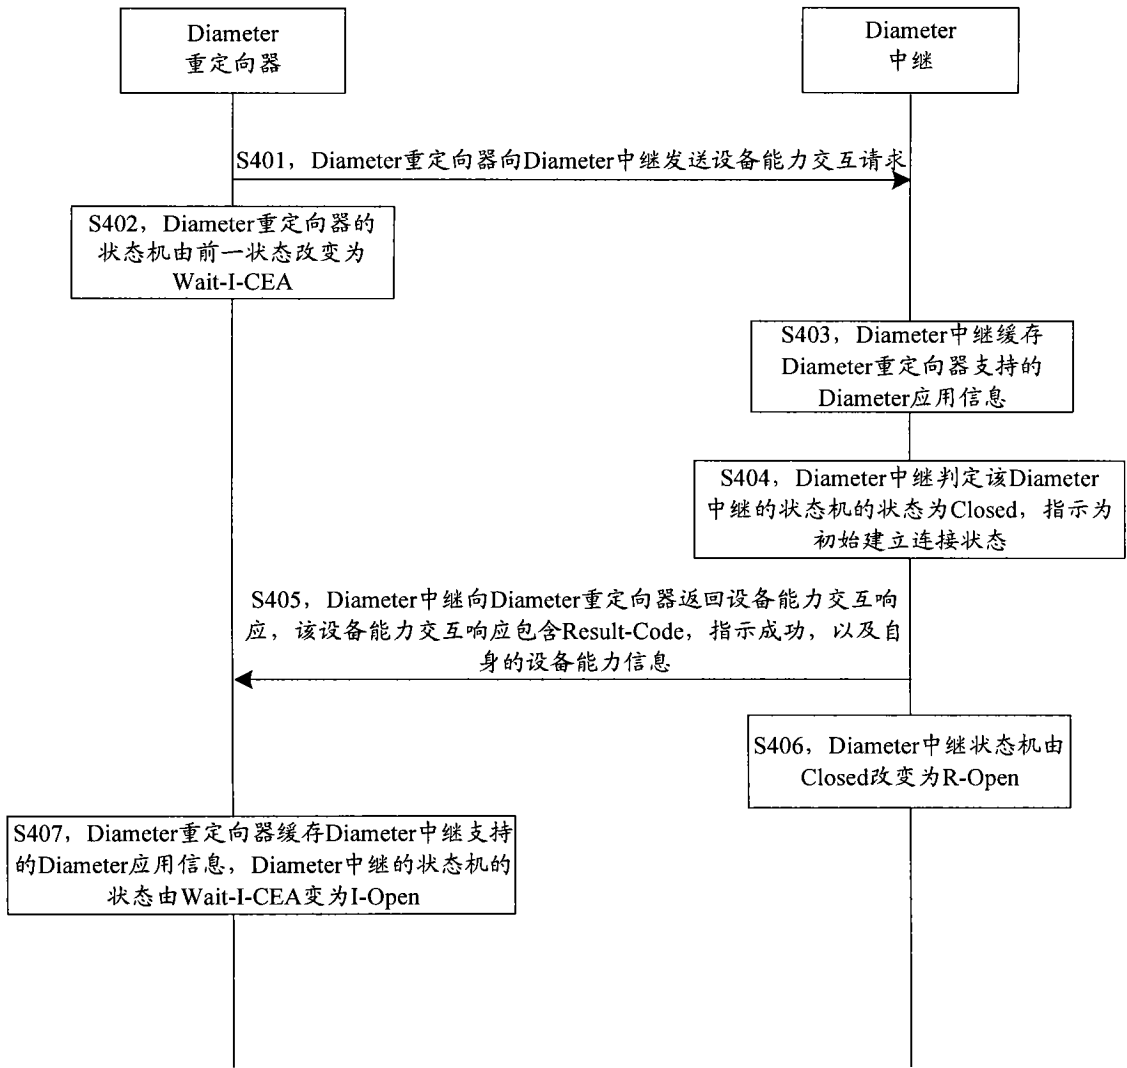 Diameter
重定向器
Diameter
中继
S401，Diameter重定向器向Diameter中继发送设备能力交互请求
S402，Diameter重定向器的
状态机由前一状态改变为
Wait-I-CEA
S403，Diameter中继缓存
Diameter重定向器支持的
Diameter应用信息
S404，Diameter中继判定该Diameter
中继的状态机的状态为Closed，指示为
初始建立连接状态
S405，Diameter中继向Diameter重定向器返回设备能力交互响
应，该设备能力交互响应包含Result-Code，指示成功，以及自
身的设备能力信息
S406，Diameter中继状态机由
Closed改变为R-Open
S407，Diameter重定向器缓存Diameter中继支持
的Diameter应用信息，Diameter中继的状态机的
状态由Wait-I-CEA变为I-Open